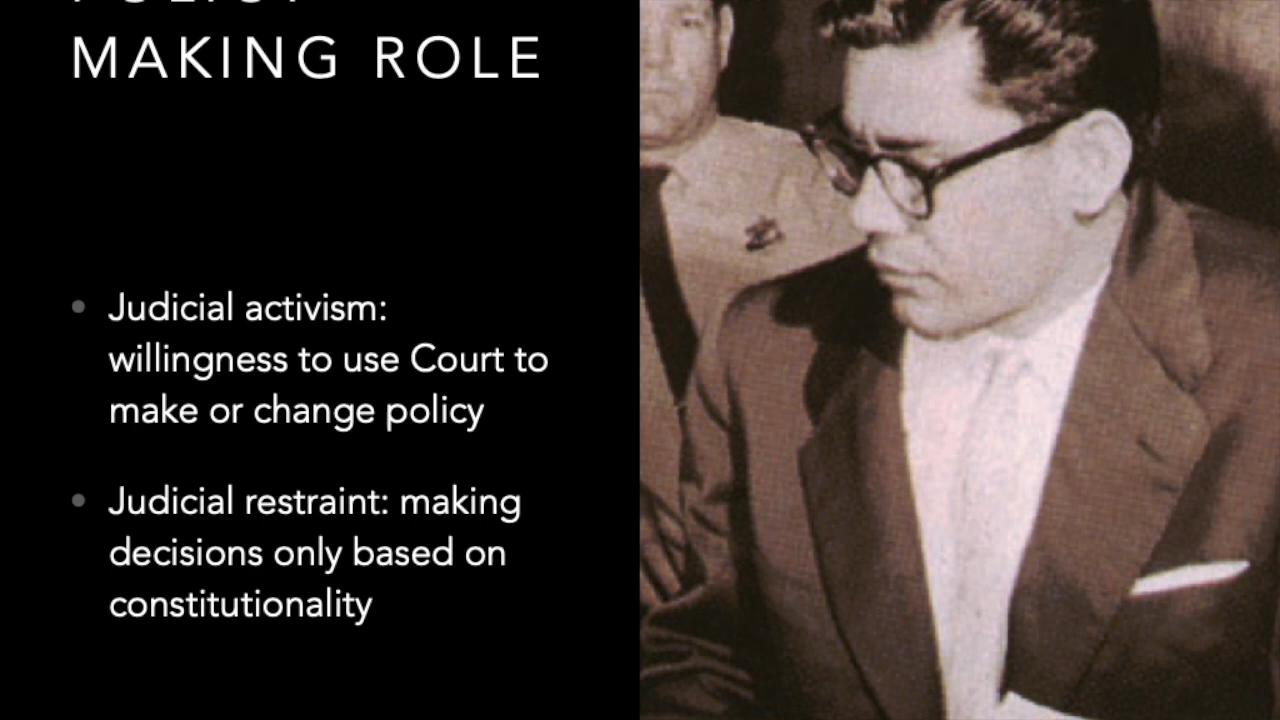 MAKING ROLE
Judicial activism:
willingness to use Court to
make or change policy
Judicial restraint: making
decisions only based on
constitutionality